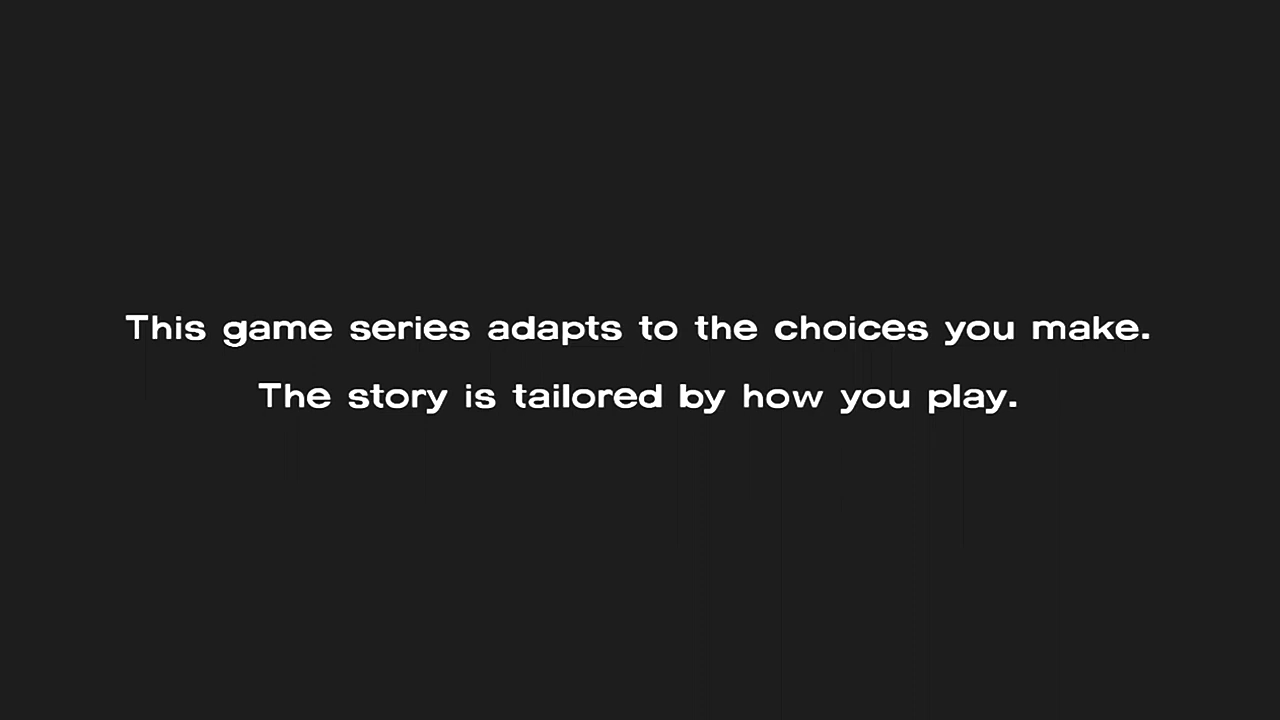 This game series adapts to the choices you make.
The story is tailored by how you play.